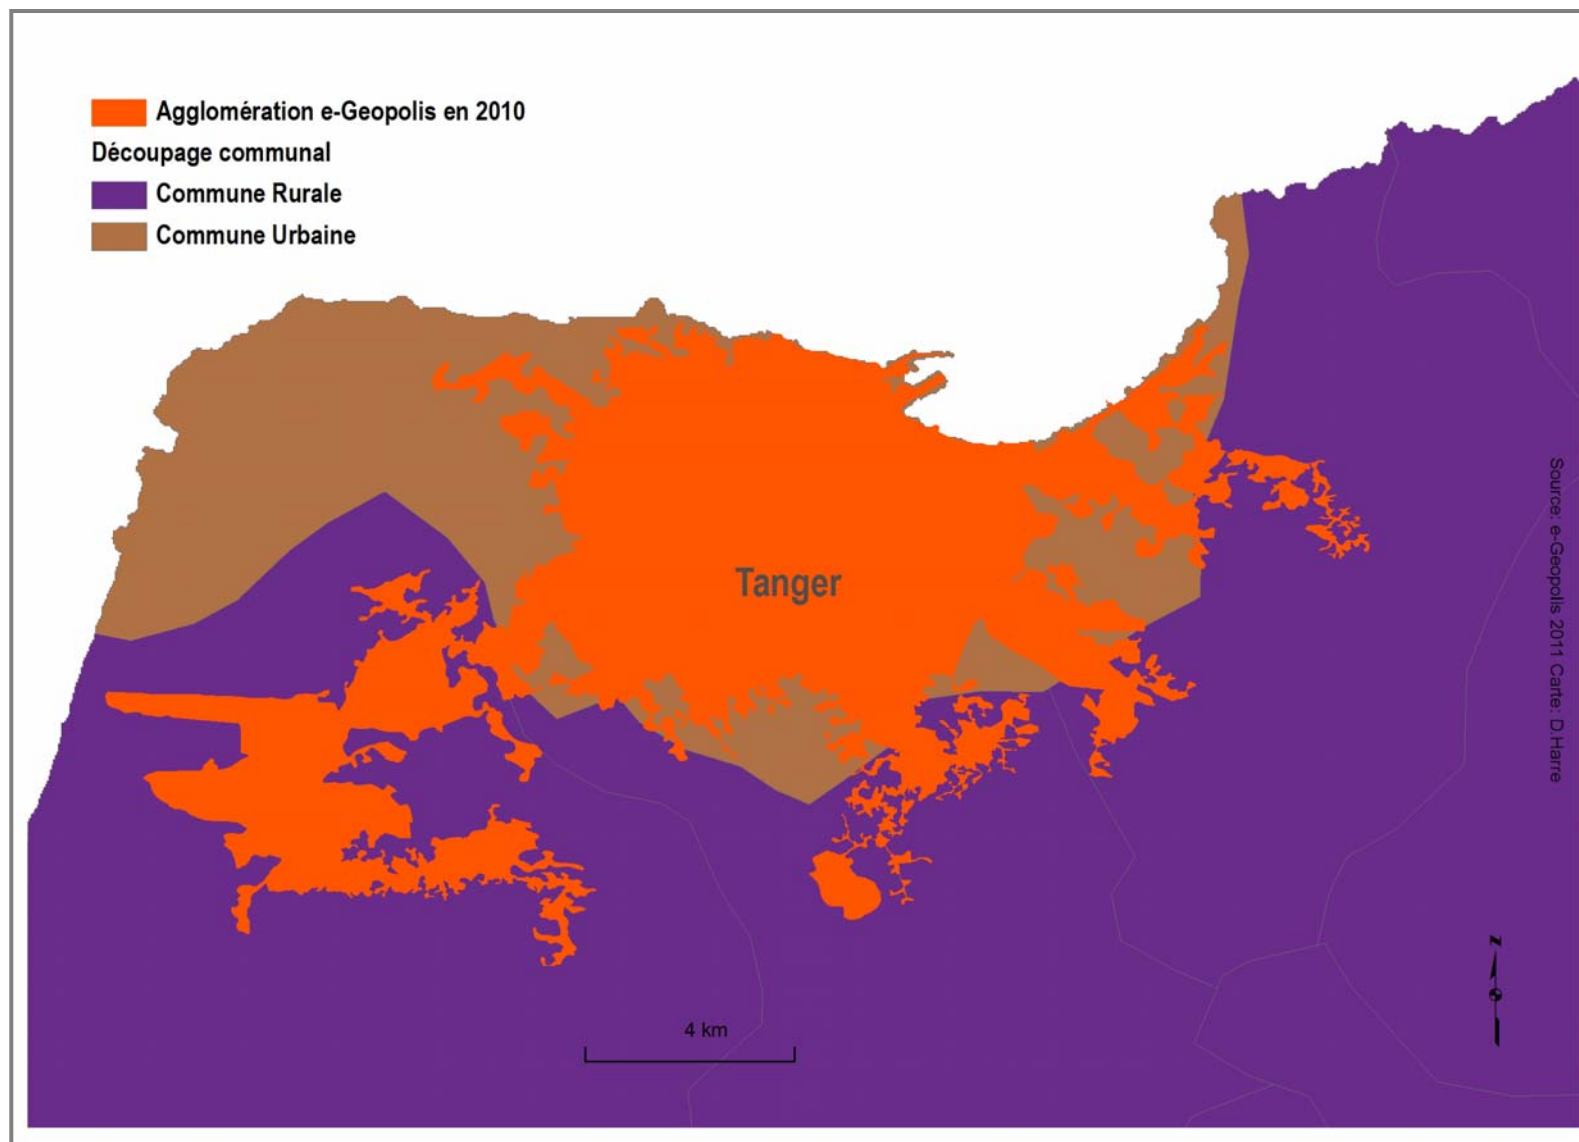 Agglomération e-Geopolis en 2010
Découpage communal
Commune Rurale
Commune Urbaine
Tanger
Source: e-Geopolis 2011 Carte: D.Harre
N
4 km